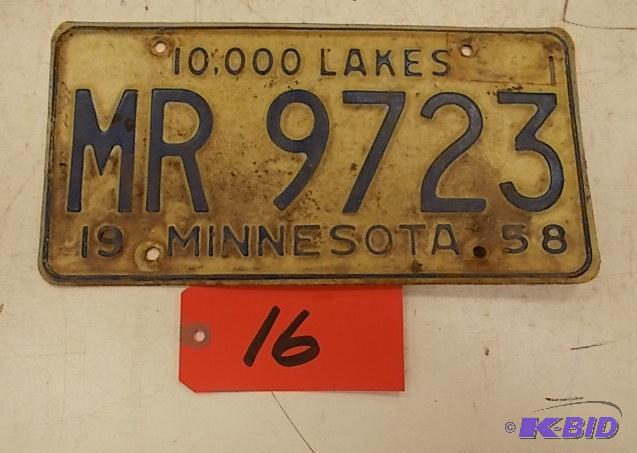 10,000 LAKES
MR 9723
19 MINNESOTA 58
16
© K-BID